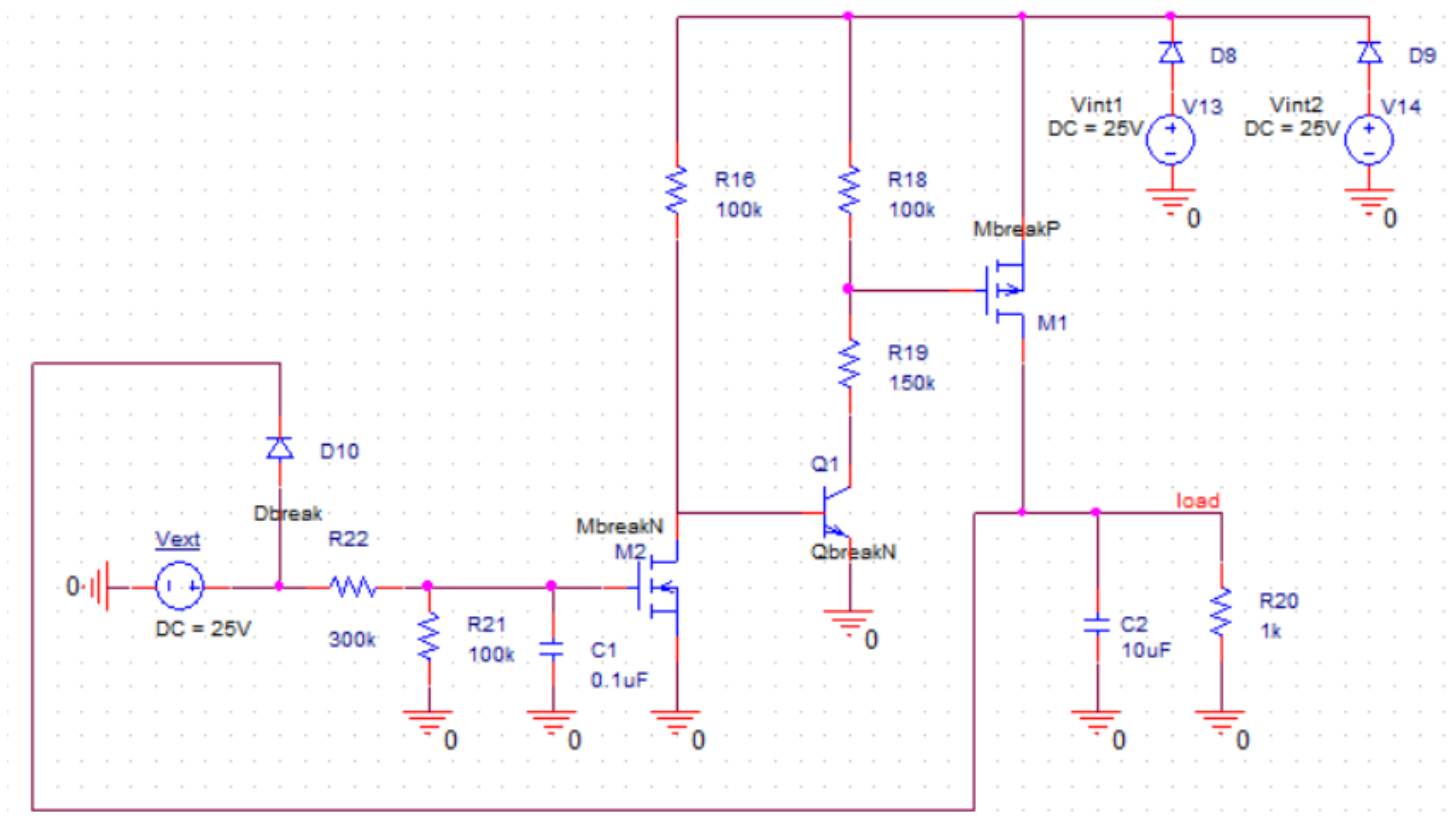 D8
D9
Vint1
V13
DC = 25V
Vint2
V14
DC = 25V
R16
100k
R18
100k
0
0
MbreakP
M1
R19
150k
D10
Dbreak
Q1
load
Vext
R22
MbreakN
M2
QbreakN
0
DC = 25V
300k
R21
100k
C1
0.1uF
0
C2
10uF
R20
1k
0
0
0
0
0